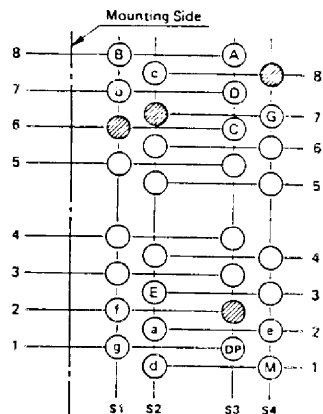 Mounting Side
8 B A
c 8
7 b D
G 7
6 C
6
5
5
4
4
3
E 3
2 f
a e 2
1 g DP
d M 1
S1 S2 S3 S4